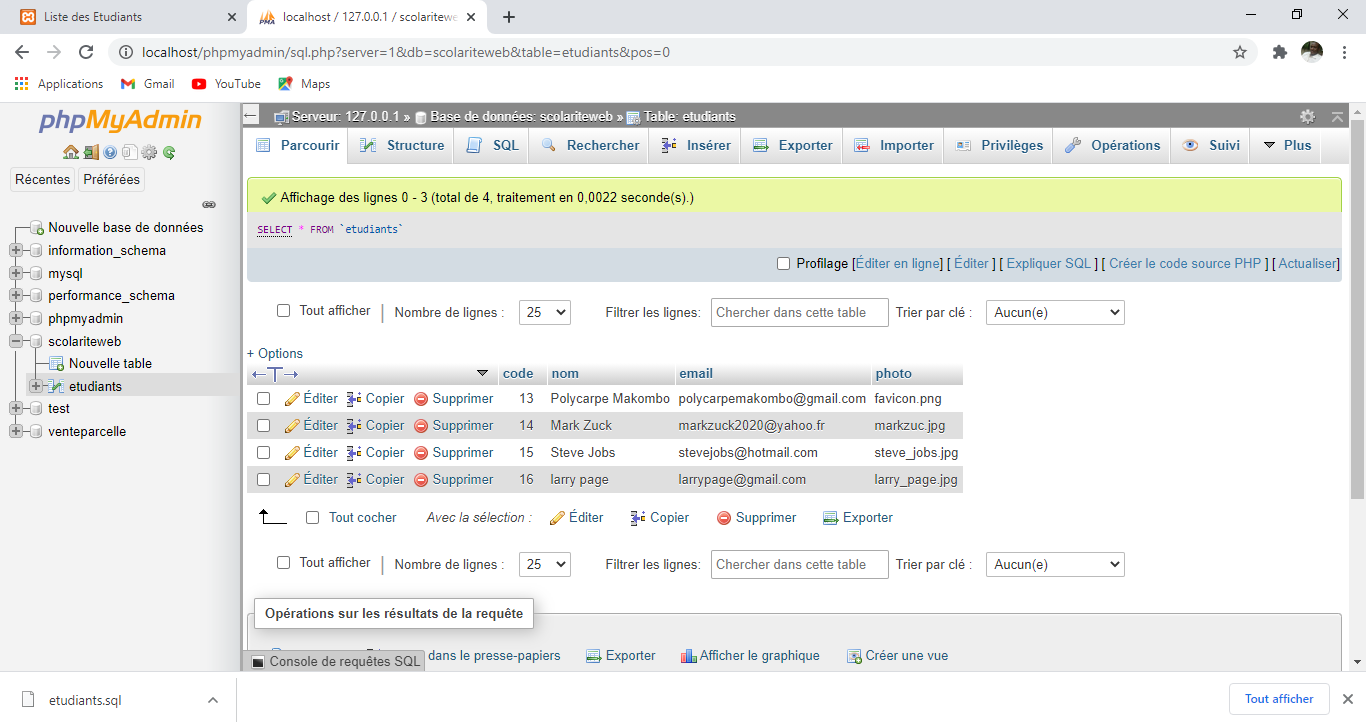 Liste des Etudiants
localhost / 127.0.0.1 / scolaritewe
localhost/phpmyadmin/sql.php?server=1&db=scolariteweb&table=etudiants&pos=0
Applications Gmail YouTube Maps
phpMyAdmin
Récentes Préférées
Nouvelle base de données
information_schema
mysql
performance_schema
phpmyadmin
scolariteweb
Nouvelle table
etudiants
test
venteparcelle
Serveur: 127.0.0.1 » Base de données: scolariteweb » Table: etudiants
Parcourir Structure SQL Rechercher Insérer Exporter Importer Privilèges Opérations Suivi Plus
Affichage des lignes 0 - 3 (total de 4, traitement en 0,0022 seconde(s).)
SELECT * FROM `etudiants`
Profilage [Éditer en ligne] [ Éditer ] [ Expliquer SQL ] [ Créer le code source PHP ] [ Actualiser]
Tout afficher | Nombre de lignes : 25 Filtrer les lignes: Chercher dans cette table Trier par clé : Aucun(e)
+ Options
←T→ code nom email photo
Éditer Copier Supprimer 13 Polycarpe Makombo polycarpemakombo@gmail.com favicon.png
Éditer Copier Supprimer 14 Mark Zuck markzuck2020@yahoo.fr markzuc.jpg
Éditer Copier Supprimer 15 Steve Jobs stevejobs@hotmail.com steve_jobs.jpg
Éditer Copier Supprimer 16 larry page larrypage@gmail.com larry_page.jpg
Tout cocher Avec la sélection : Éditer Copier Supprimer Exporter
Tout afficher | Nombre de lignes : 25 Filtrer les lignes: Chercher dans cette table Trier par clé : Aucun(e)
Opérations sur les résultats de la requête
dans le presse-papiers Exporter Afficher le graphique Créer une vue
Console de requêtes SQL
etudiants.sql
Tout afficher